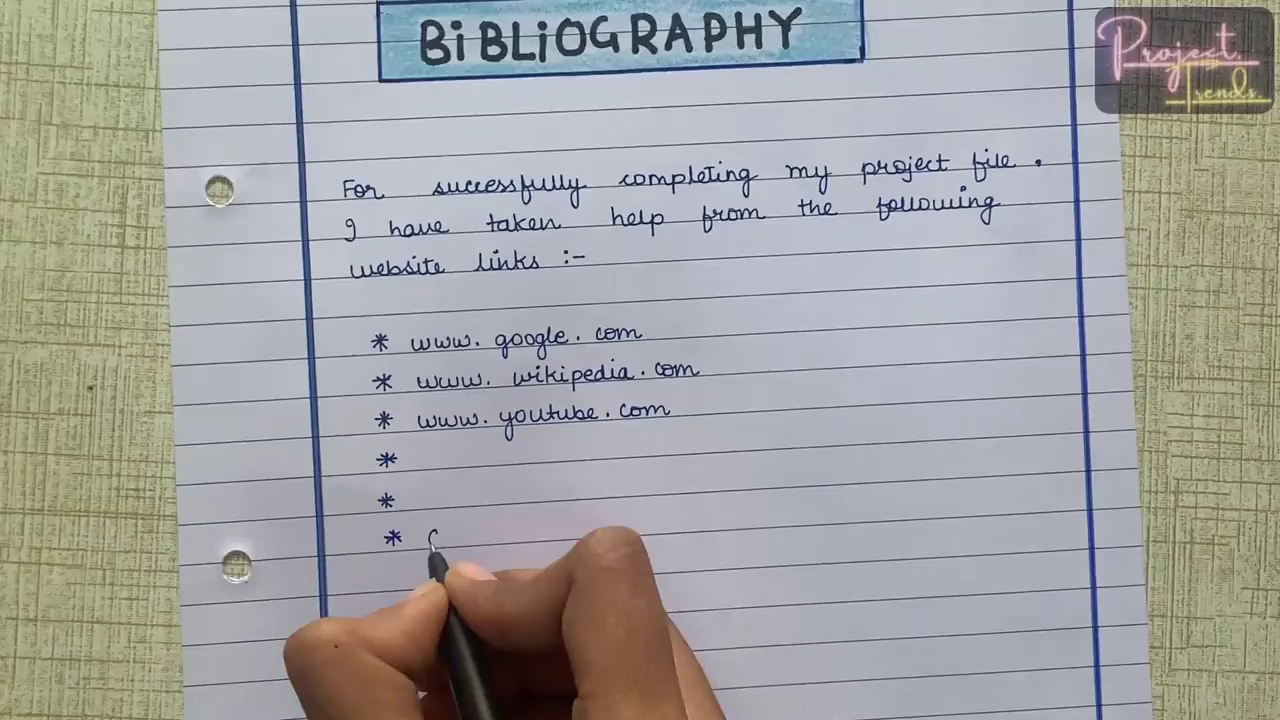 BiBLiOGRAPHY
Project
Trends.
For successfully completing my project file .
I have taken help from the following
website links :-
* www. google. com
* www. wikipedia. com
* www. youtube. com
*
*
*